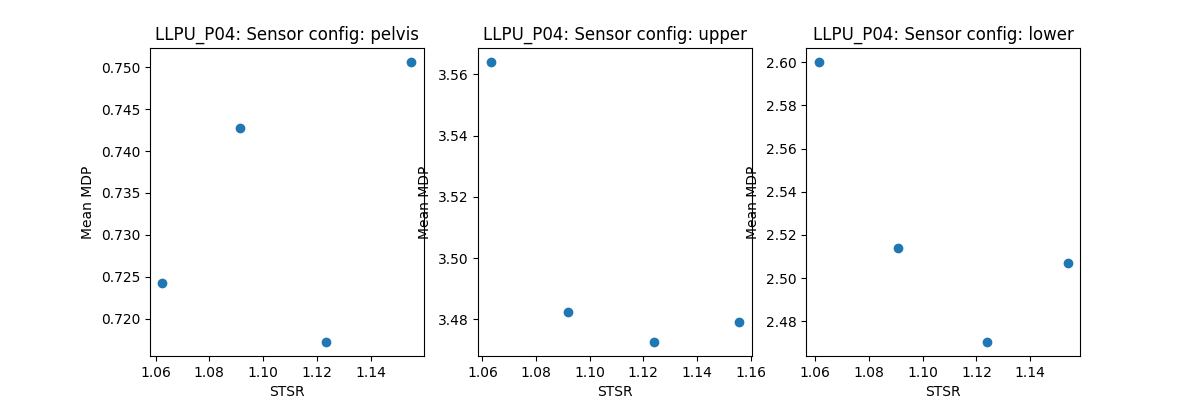 LLPU_P04: Sensor config: pelvis
0.750
0.745
0.740
0.735
0.730
0.725
0.720
Mean MDP
1.06 1.08 1.10 1.12 1.14
STSR
LLPU_P04: Sensor config: upper
3.56
3.54
3.52
3.50
3.48
Mean MDP
1.06 1.08 1.10 1.12 1.14 1.16
STSR
LLPU_P04: Sensor config: lower
2.60
2.58
2.56
2.54
2.52
2.50
2.48
Mean MDP
1.06 1.08 1.10 1.12 1.14
STSR